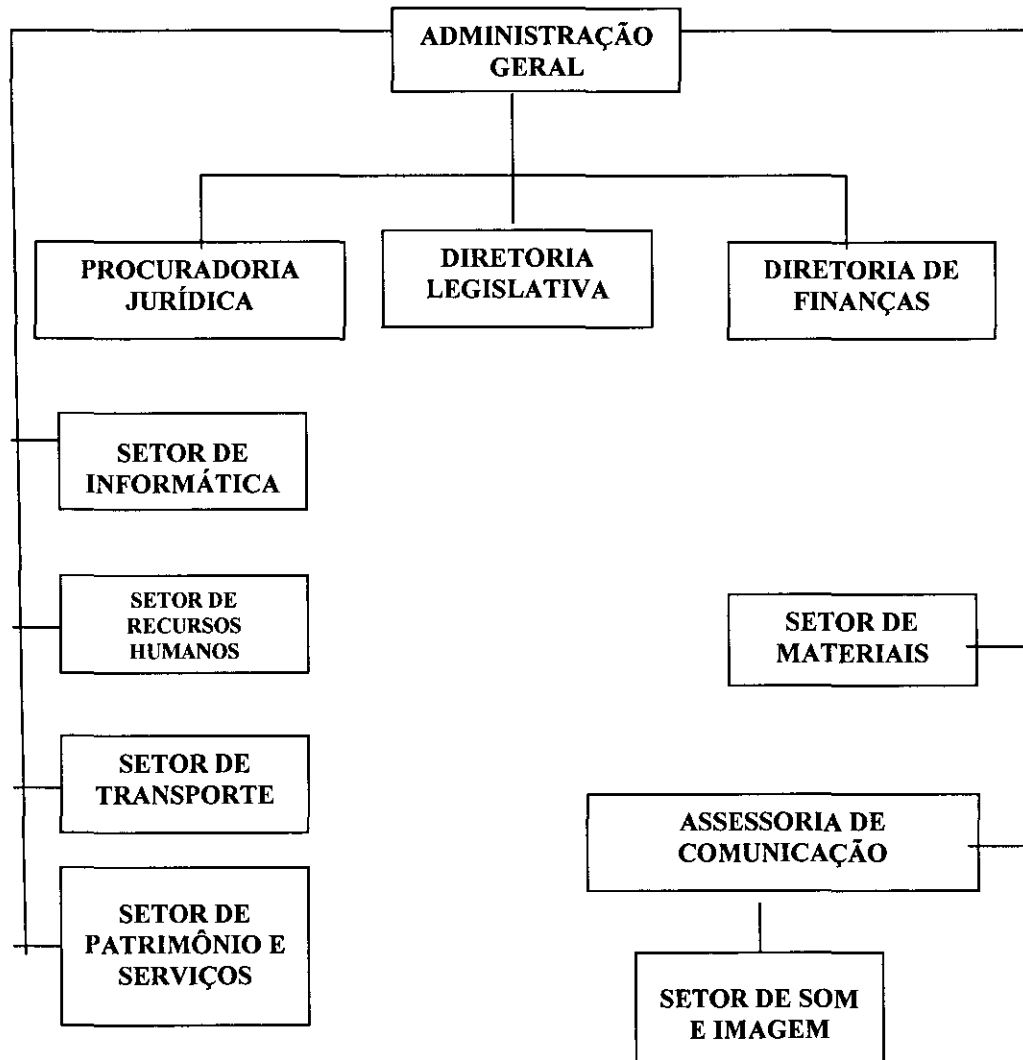 ADMINISTRAÇÃO
GERAL
PROCURADORIA
JURÍDICA
DIRETORIA
LEGISLATIVA
DIRETORIA DE
FINANÇAS
SETOR DE
INFORMÁTICA
SETOR DE
RECURSOS
HUMANOS
SETOR DE
MATERIAIS
SETOR DE
TRANSPORTE
ASSESSORIA DE
COMUNICAÇÃO
SETOR DE
PATRIMÔNIO E
SERVIÇOS
SETOR DE SOM
E IMAGEM